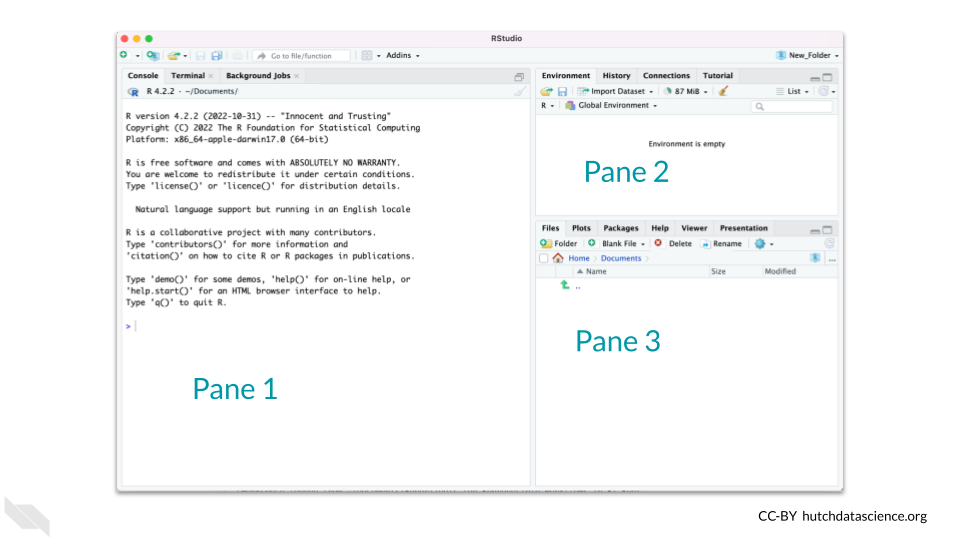 RStudio
Go to file/function Addins New_Folder
Console Terminal × Background Jobs ×
R 4.2.2 · ~/Documents/
R version 4.2.2 (2022-10-31) -- "Innocent and Trusting"
Copyright (C) 2022 The R Foundation for Statistical Computing
Platform: x86_64-apple-darwin17.0 (64-bit)
R is free software and comes with ABSOLUTELY NO WARRANTY.
You are welcome to redistribute it under certain conditions.
Type 'license()' or 'licence()' for distribution details.
Natural language support but running in an English locale
R is a collaborative project with many contributors.
Type 'contributors()' for more information and
'citation()' on how to cite R or R packages in publications.
Type 'demo()' for some demos, 'help()' for on-line help, or
'help.start()' for an HTML browser interface to help.
Type 'q()' to quit R.
>
Pane 1
Environment History Connections Tutorial
Import Dataset 87 MiB List
R Global Environment
Environment is empty
Pane 2
Files Plots Packages Help Viewer Presentation
Folder Blank File Delete Rename
Home Documents ...
Name Size Modified
..
Pane 3
CC-BY hutchdatascience.org